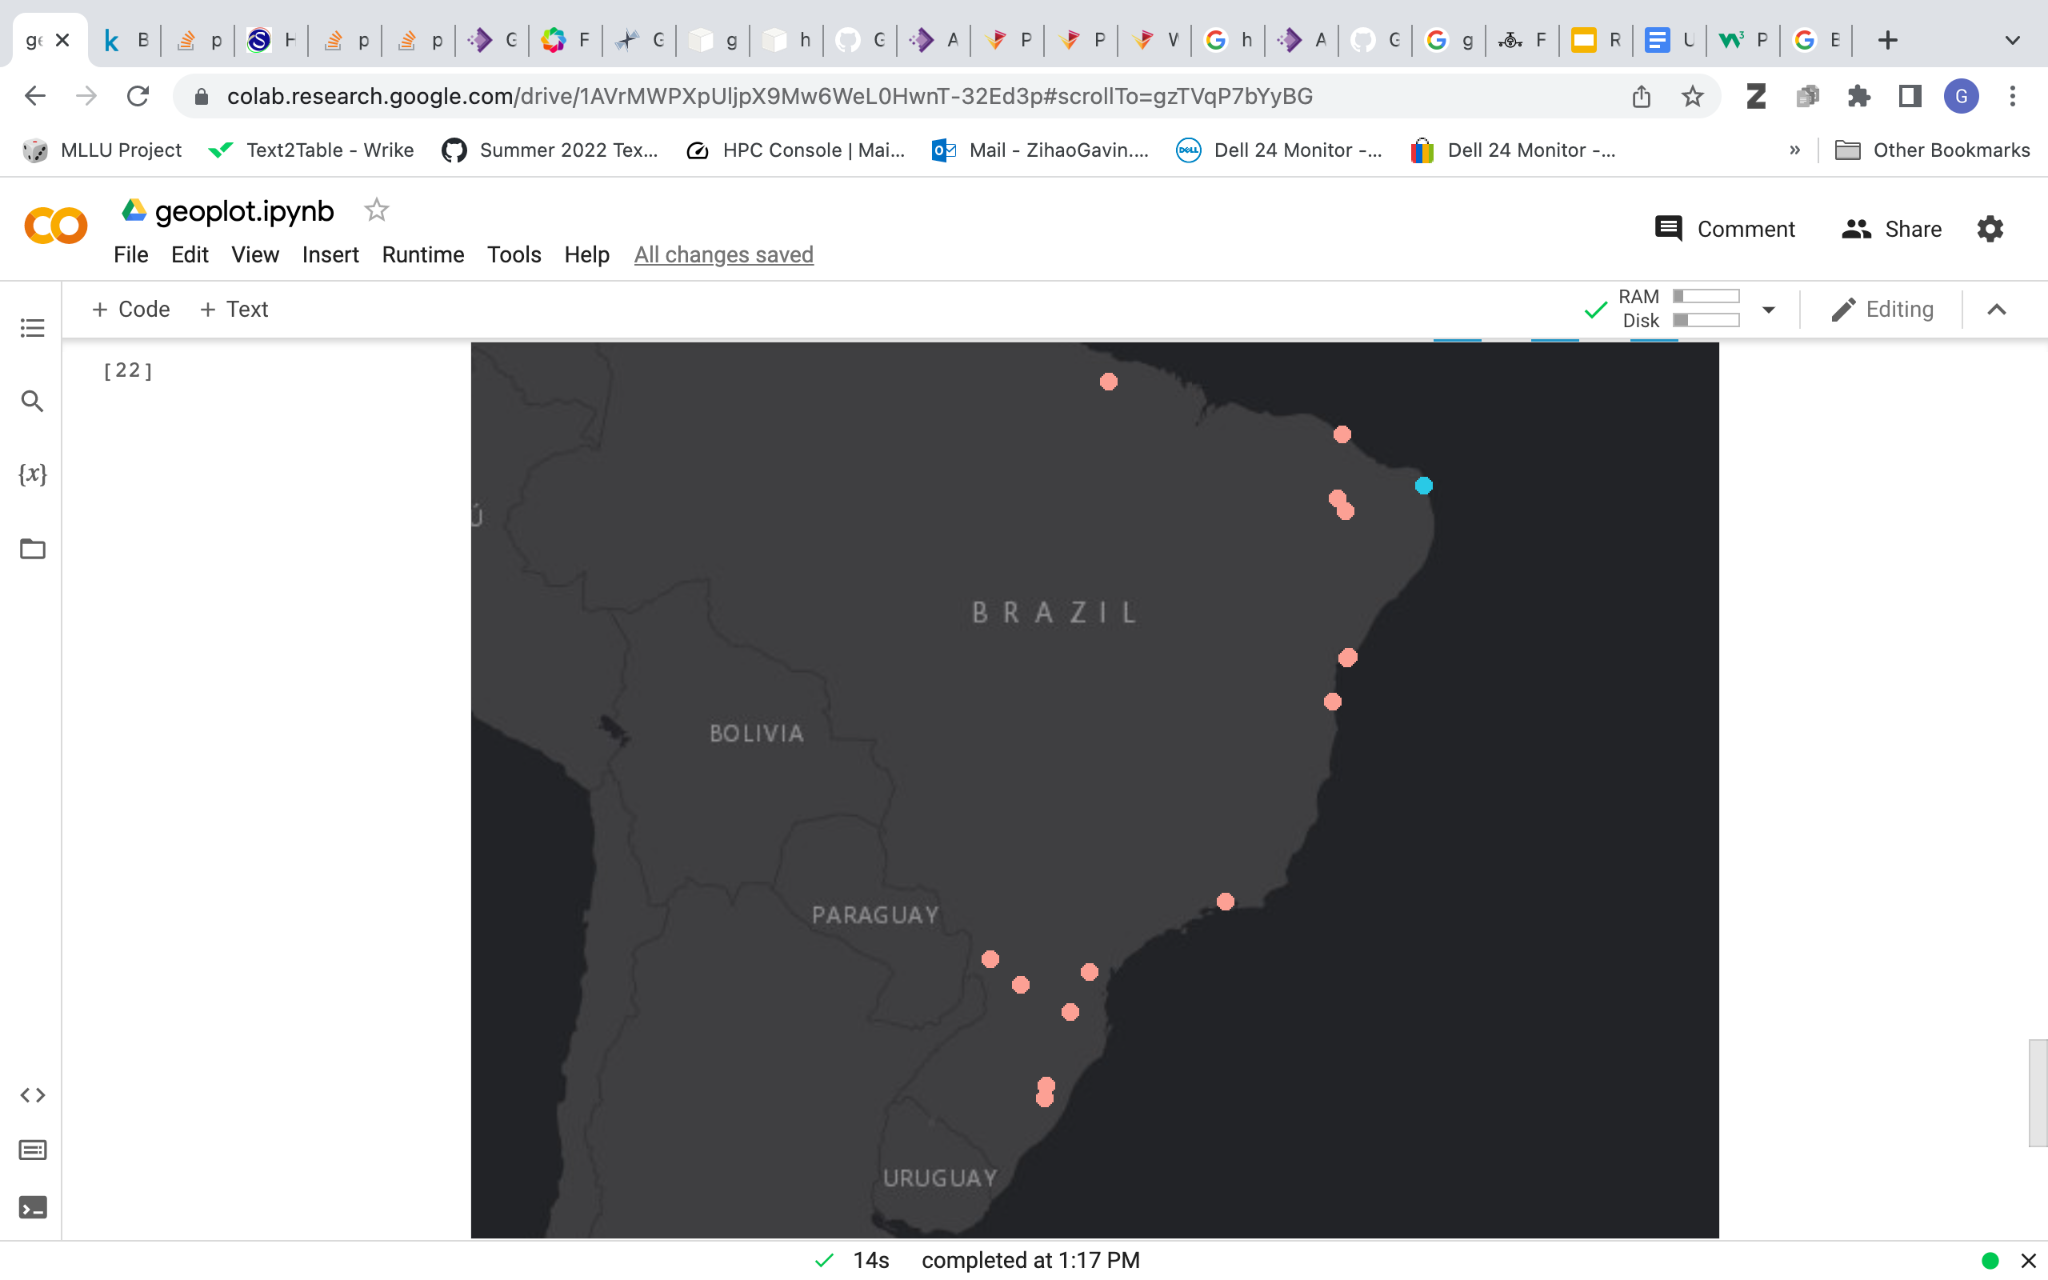 ge
k B
p
S H
p
p
G
F
G
g
h
G
A
P
P
V
G h
A
G
G g
F
R
U
w3 P
G E
colab.research.google.com/drive/1AVrMWPXpUljpX9Mw6WeL0HwnT-32Ed3p#scrollTo=gzTVqP7bYyBG
Z
G
MLLU Project
Text2Table - Wrike
Summer 2022 Tex...
HPC Console | Mai...
Mail - ZihaoGavin....
DELL Dell 24 Monitor -...
Dell 24 Monitor -...
»
Other Bookmarks
geoplot.ipynb
Comment
Share
File Edit View Insert Runtime Tools Help All changes saved
+ Code + Text
RAM
Disk
Editing
[22]
{x}
Ú
BRAZIL
BOLIVIA
PARAGUAY
URUGUAY
14s completed at 1:17 PM